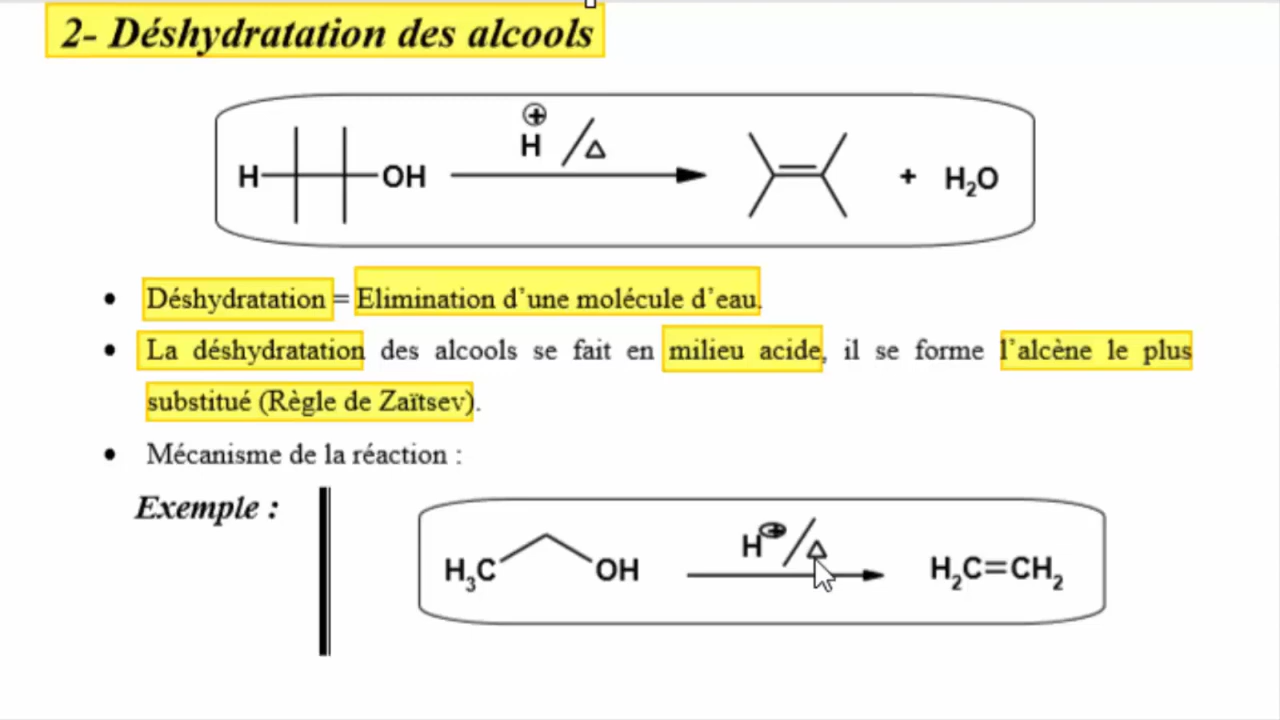 2- Déshydratation des alcools
H OH H⊕/△ + H₂O
• Déshydratation = Elimination d'une molécule d'eau.
• La déshydratation des alcools se fait en milieu acide, il se forme l'alcène le plus
substitué (Règle de Zaïtsev).
• Mécanisme de la réaction :
Exemple :
H₃C OH H⊕/△ H₂C=CH₂